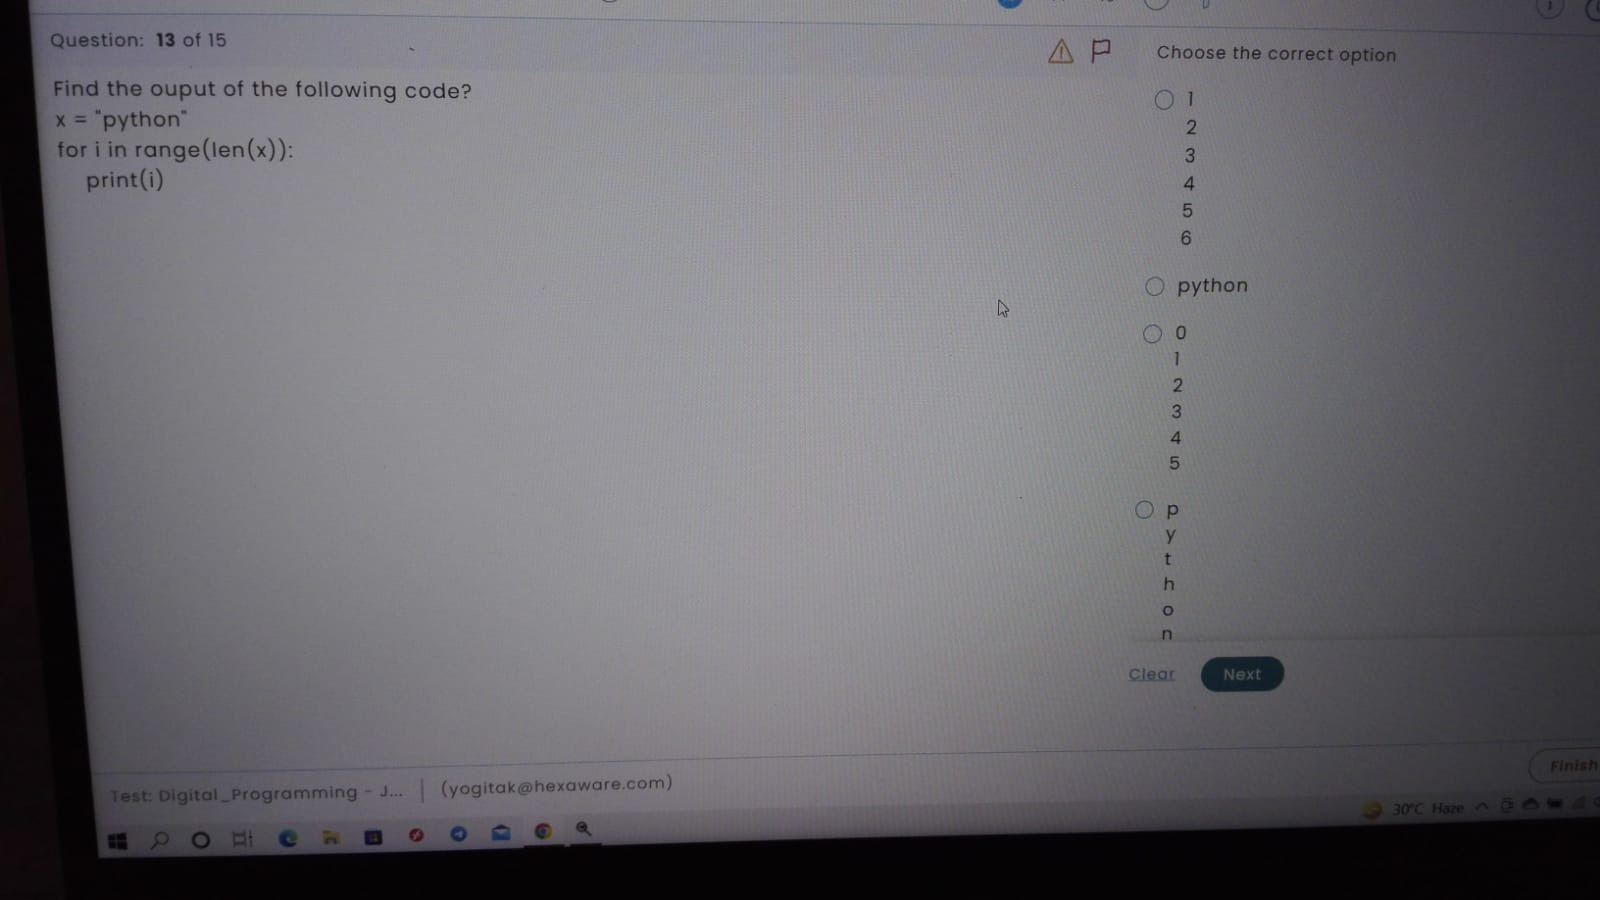 Question: 13 of 15
Find the ouput of the following code?
x = "python"
for i in range(len(x)):
print(i)
Choose the correct option
1
2
3
4
5
6
python
0
1
2
3
4
5
p
y
t
h
o
n
Clear
Next
Finish
Test: Digital_Programming - J... | (yogitak@hexaware.com)
30°C Haze